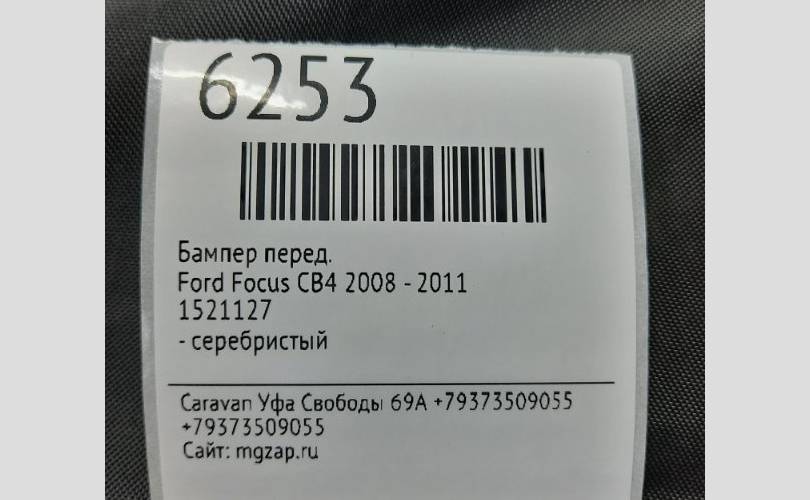 6253
Бампер перед.
Ford Focus CB4 2008 - 2011
1521127
- серебристый
Caravan Уфа Свободы 69А +79373509055
+79373509055
Сайт: mgzap.ru